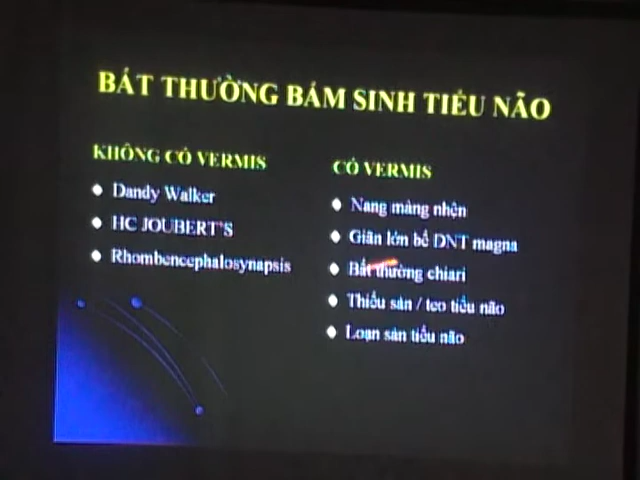 BẤT THƯỜNG BẨM SINH TIỂU NÃO
KHÔNG CÓ VERMIS
Dandy Walker
HC JOUBERT'S
Rhombencephalosynapsis
CÓ VERMIS
Nang màng nhện
Giãn lớn bể DNT magna
Bất thường chiari
Thiểu sản / teo tiểu não
Loạn sản tiểu não